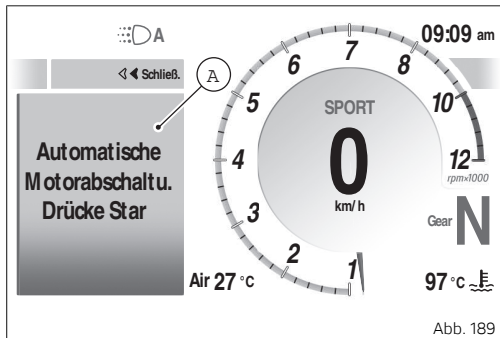 A
09:09 am
Schließ.
A
Automatische
Motorabschaltu.
Drücke Star
SPORT
0
km/h
1
2
3
4
5
6
7
8
10
12
rpm×1000
Gear N
Air 27 °C
97 °C
Abb. 189